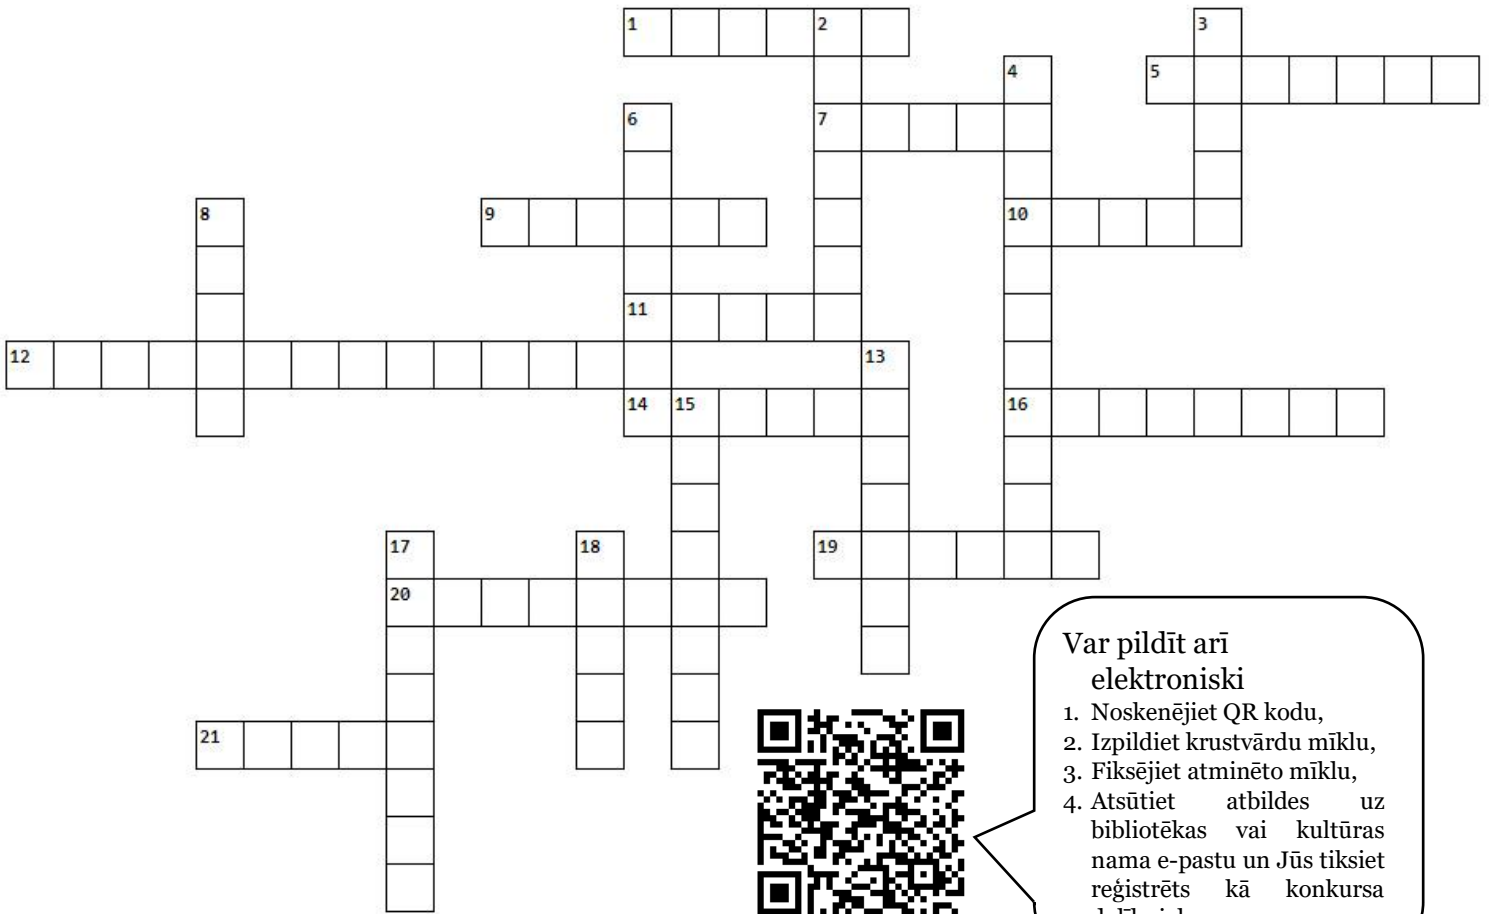 1 2 3
4 5
6 7
8 9 10
11
12 13
14 15 16
17 18 19
20
21
Var pildīt arī
elektroniski
1. Noskenējiet QR kodu,
2. Izpildiet krustvārdu mīklu,
3. Fiksējiet atminēto mīklu,
4. Atsūtiet atbildes uz
bibliotēkas vai kultūras
nama e-pastu un Jūs tiksiet
reģistrēts kā konkursa